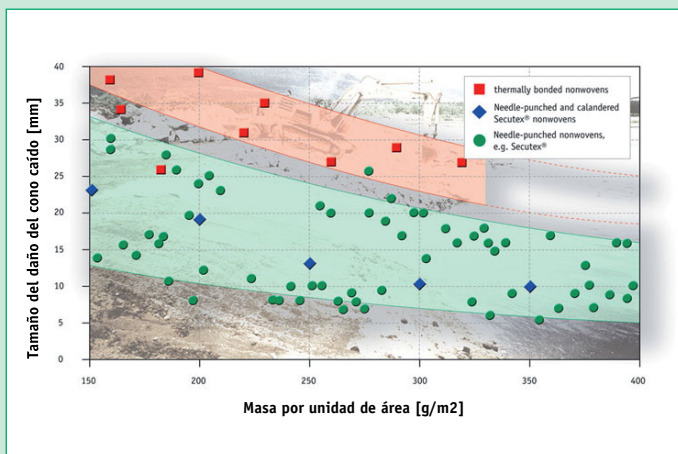 40
35
30
25
20
15
10
5
0
Tamaño del daño del cono caído [mm]
thermally bonded nonwovens
Needle-punched and calandered
Secutex® nonwovens
Needle-punched nonwovens,
e.g. Secutex®
150 200 250 300 350 400
Masa por unidad de área [g/m2]